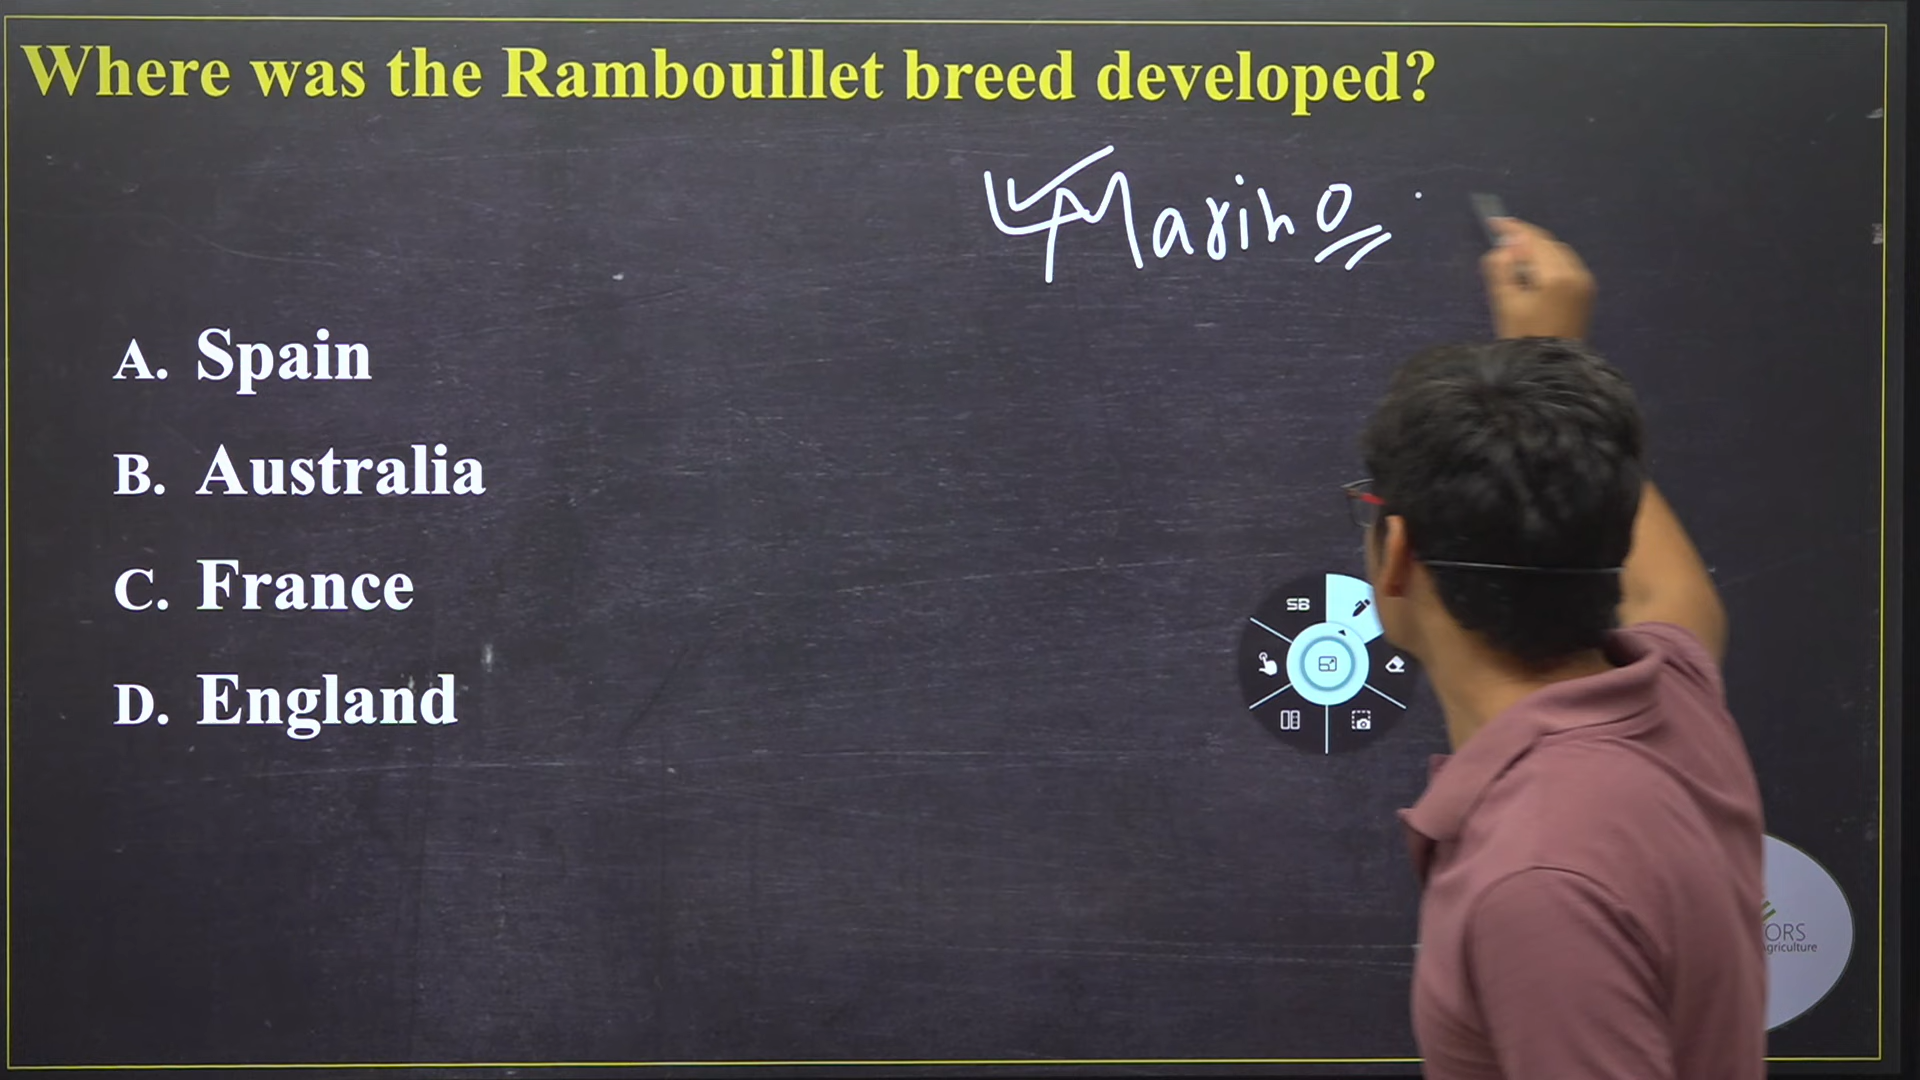 Where was the Rambouillet breed developed?
Marino
A. Spain
B. Australia
C. France
D. England
SB
ORS
griculture